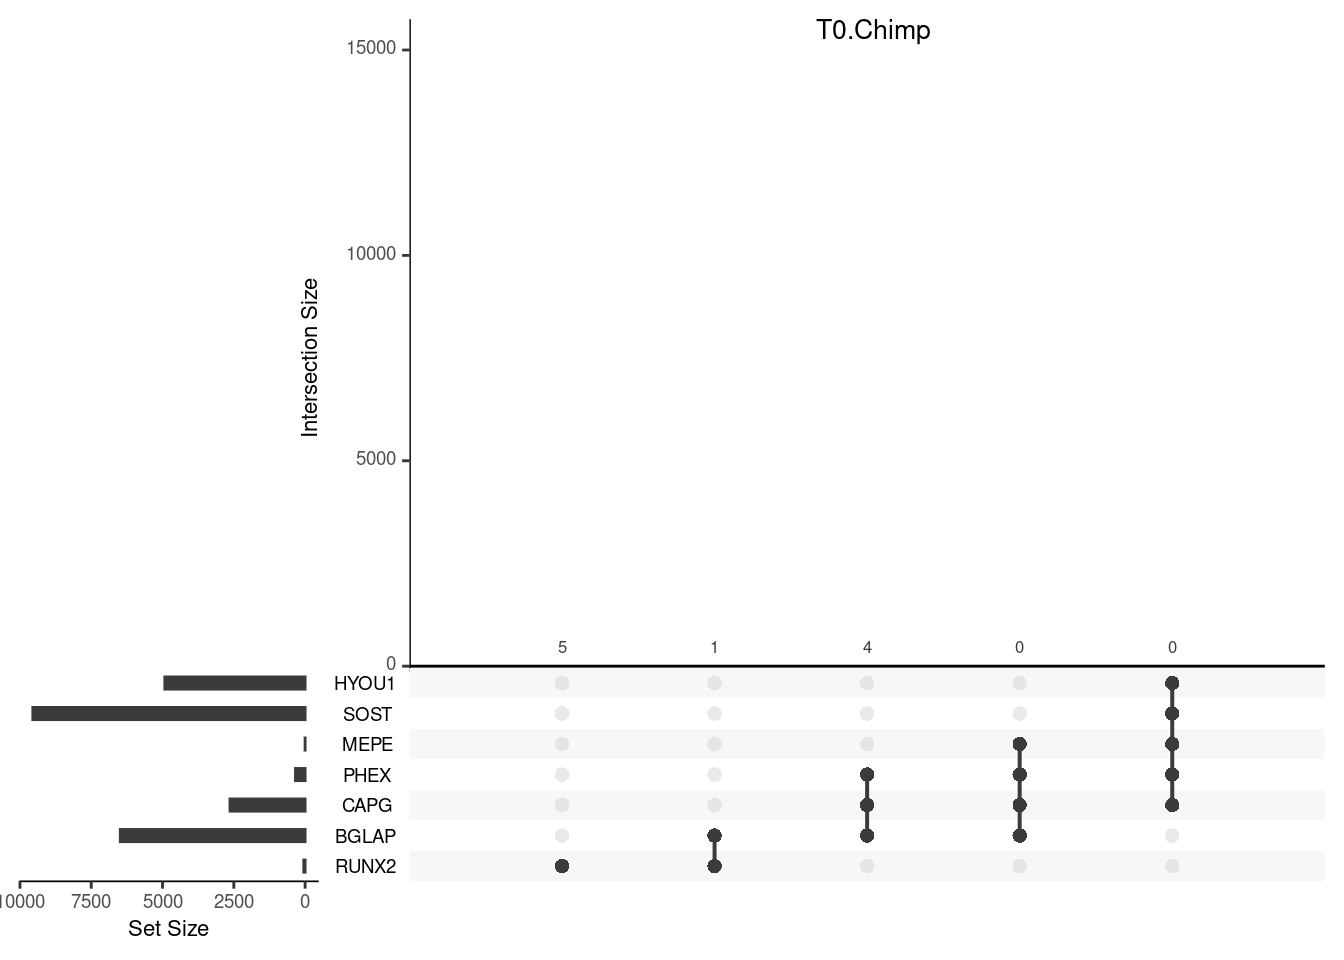 T0.Chimp
15000
10000
5000
0
Intersection Size
5 1 4 0 0
HYOU1
SOST
MEPE
PHEX
CAPG
BGLAP
RUNX2
10000 7500 5000 2500 0
Set Size